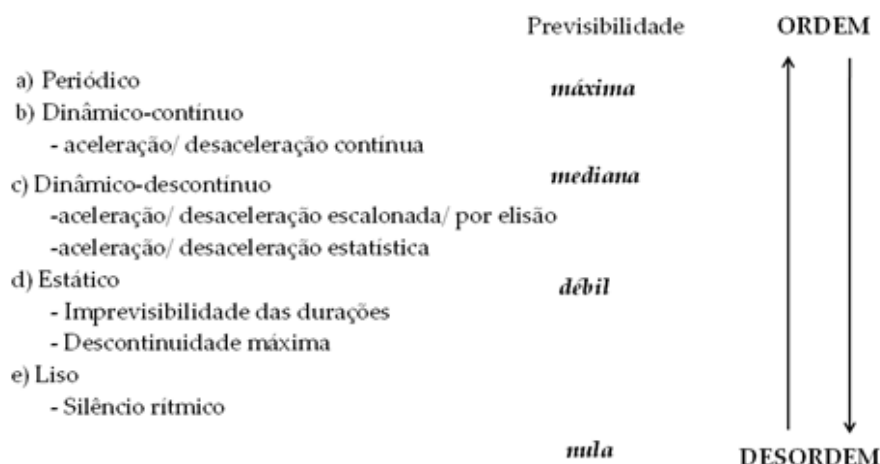 Previsibilidade ORDEM
a) Periódico máxima
b) Dinâmico-contínuo
- aceleração/ desaceleração contínua
c) Dinâmico-descontínuo mediana
-aceleração/ desaceleração escalonada/ por elisão
-aceleração/ desaceleração estatística
d) Estático débil
- Imprevisibilidade das durações
- Descontinuidade máxima
e) Liso
- Silêncio rítmico
nula DESORDEM